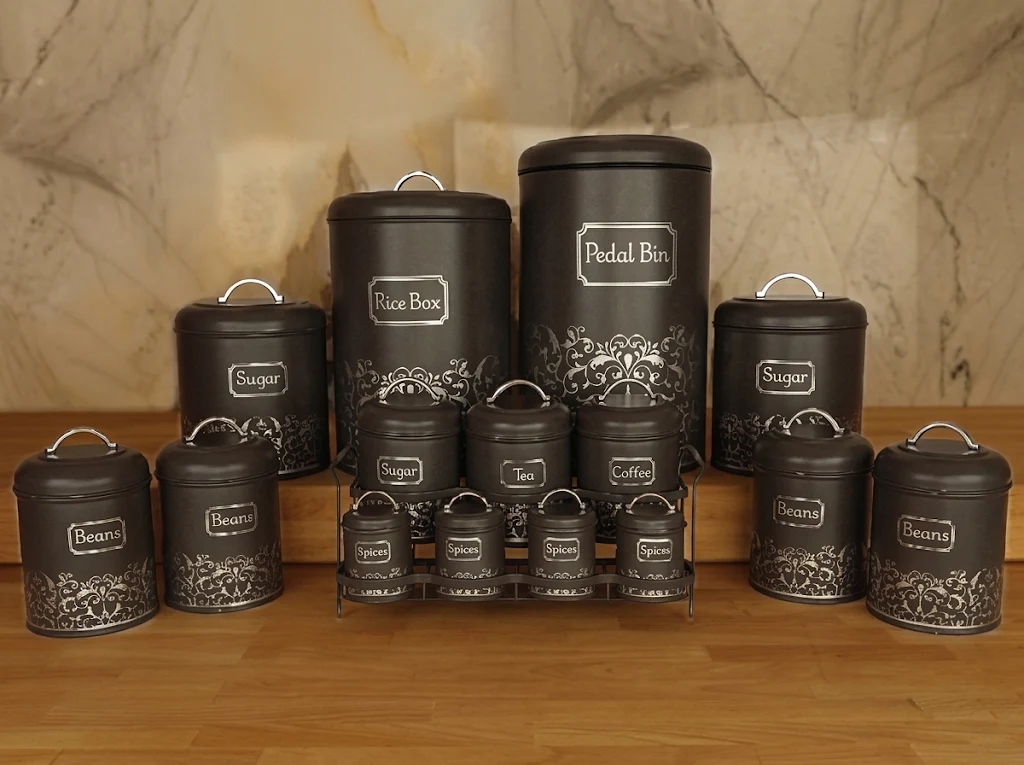 Pedal Bin
Rice Box
Sugar
Sugar
Sugar
Tea
Coffee
Beans
Beans
Beans
Beans
Spices
Spices
Spices
Spices